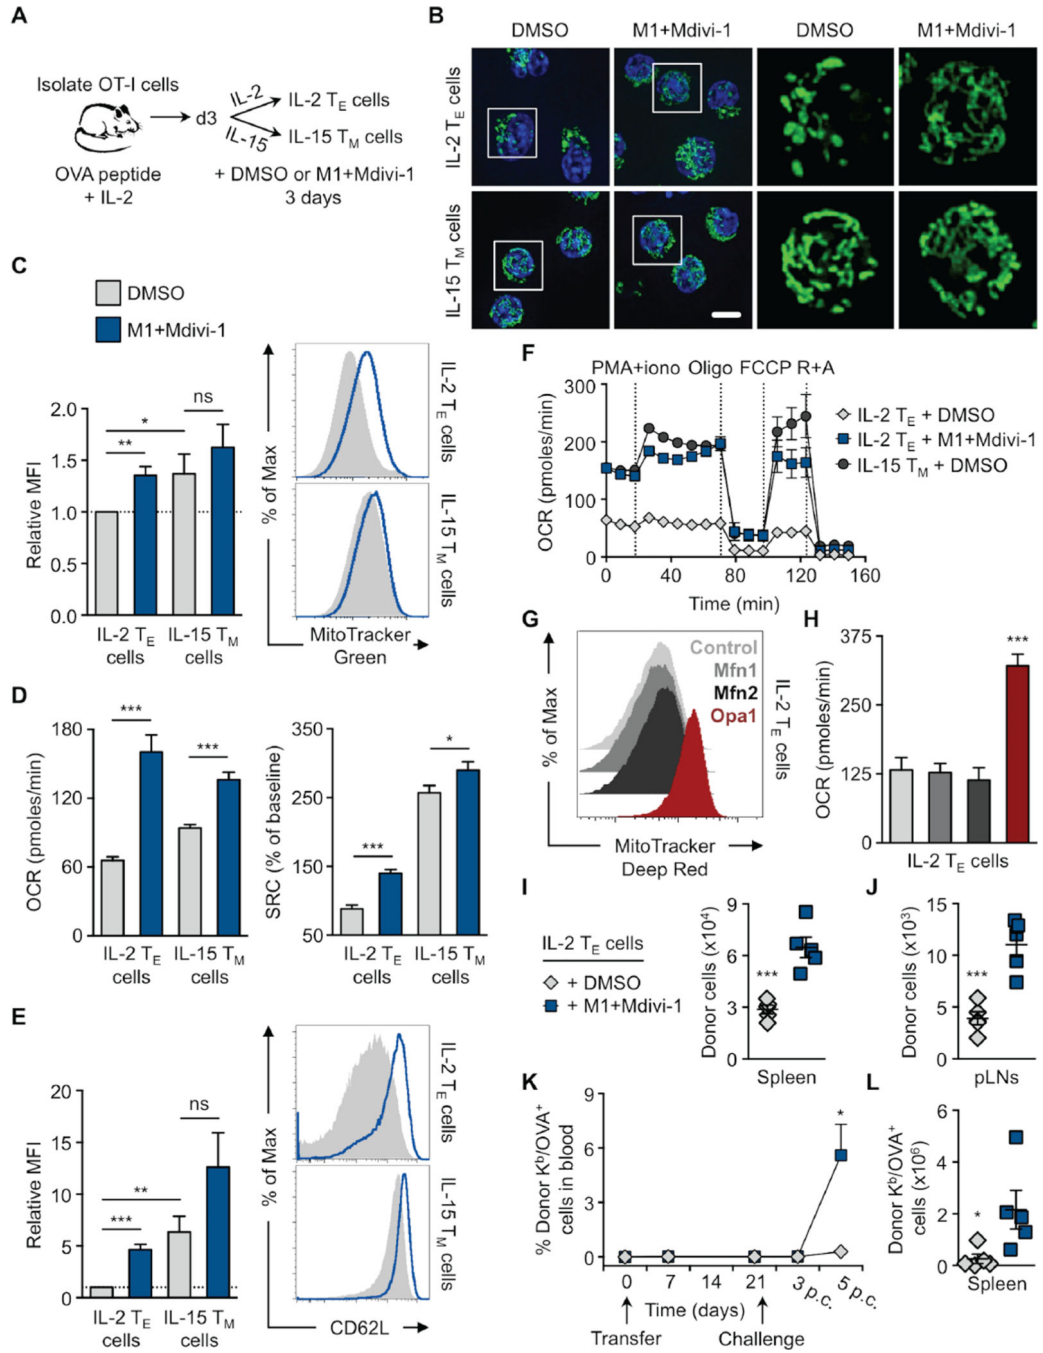 A
Isolate OT-I cells
d3
IL-2
IL-15
IL-2 TE cells
IL-15 TM cells
OVA peptide
+ IL-2
+ DMSO or M1+Mdivi-1
3 days
B
DMSO
M1+Mdivi-1
DMSO
M1+Mdivi-1
IL-2 TE cells
IL-15 TM cells
C
DMSO
M1+Mdivi-1
Relative MFI
2.0
1.5
1.0
0.5
0.0
*
**
ns
IL-2 TE cells
IL-15 TM cells
% of Max
IL-2 TE cells
IL-15 TM cells
MitoTracker
Green
D
OCR (pmoles/min)
180
120
60
0
***
***
IL-2 TE cells
IL-15 TM cells
SRC (% of baseline)
350
250
150
50
***
*
IL-2 TE cells
IL-15 TM cells
E
Relative MFI
20
15
10
5
0
***
**
ns
IL-2 TE cells
IL-15 TM cells
% of Max
IL-2 TE cells
IL-15 TM cells
CD62L
F
PMA+iono Oligo FCCP R+A
OCR (pmoles/min)
300
200
100
0
0 40 80 120 160
Time (min)
IL-2 TE + DMSO
IL-2 TE + M1+Mdivi-1
IL-15 TM + DMSO
G
Control
Mfn1
Mfn2
Opa1
% of Max
IL-2 TE cells
MitoTracker
Deep Red
H
OCR (pmoles/min)
375
250
125
0
***
IL-2 TE cells
I
IL-2 TE cells
+ DMSO
+ M1+Mdivi-1
Donor cells (x10⁴)
9
6
3
0
***
Spleen
J
Donor cells (x10³)
15
10
5
0
***
pLNs
K
% Donor Kb/OVA+
cells in blood
9
6
3
0
*
0 7 14 21 3 p.c. 5 p.c.
Time (days)
Transfer
Challenge
L
Donor Kb/OVA+
cells (x10⁶)
6
4
2
0
*
Spleen